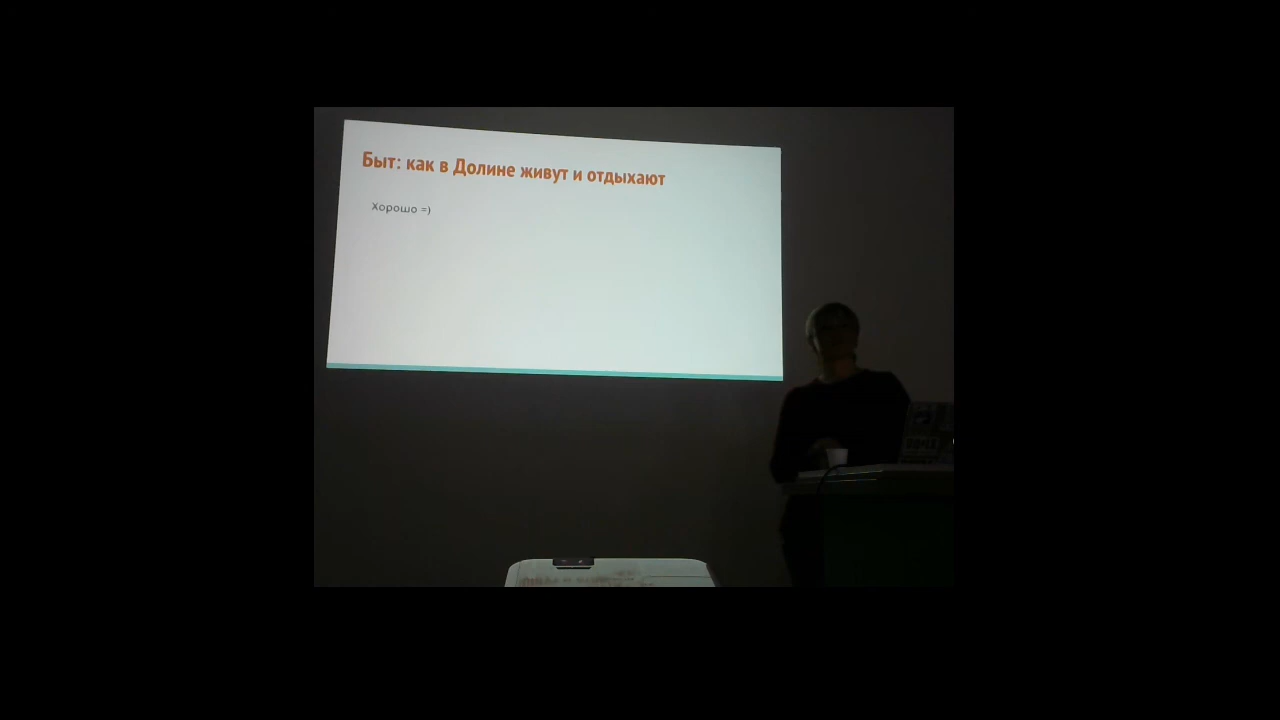 Быт: как в Долине живут и отдыхают
Хорошо =)